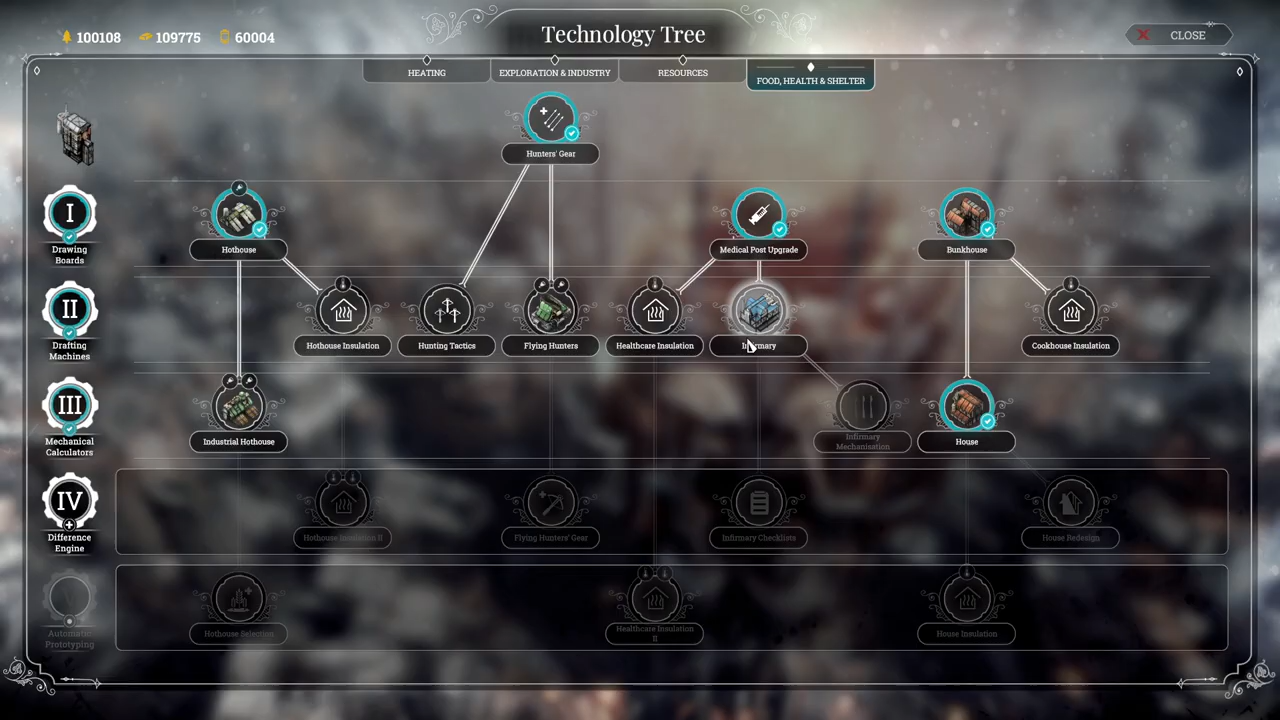 100108 109775 60004
Technology Tree
CLOSE
HEATING
EXPLORATION & INDUSTRY
RESOURCES
FOOD, HEALTH & SHELTER
Hunters' Gear
I
Drawing
Boards
Hothouse
Medical Post Upgrade
Bunkhouse
II
Drafting
Machines
Hothouse Insulation
Hunting Tactics
Flying Hunters
Healthcare Insulation
Infirmary
Cookhouse Insulation
III
Mechanical
Calculators
Industrial Hothouse
Infirmary
Mechanisation
House
IV
Difference
Engine
Hothouse Insulation II
Flying Hunters' Gear
Infirmary Checklists
House Redesign
V
Automatic
Prototyping
Hothouse Selection
Healthcare Insulation
II
House Insulation